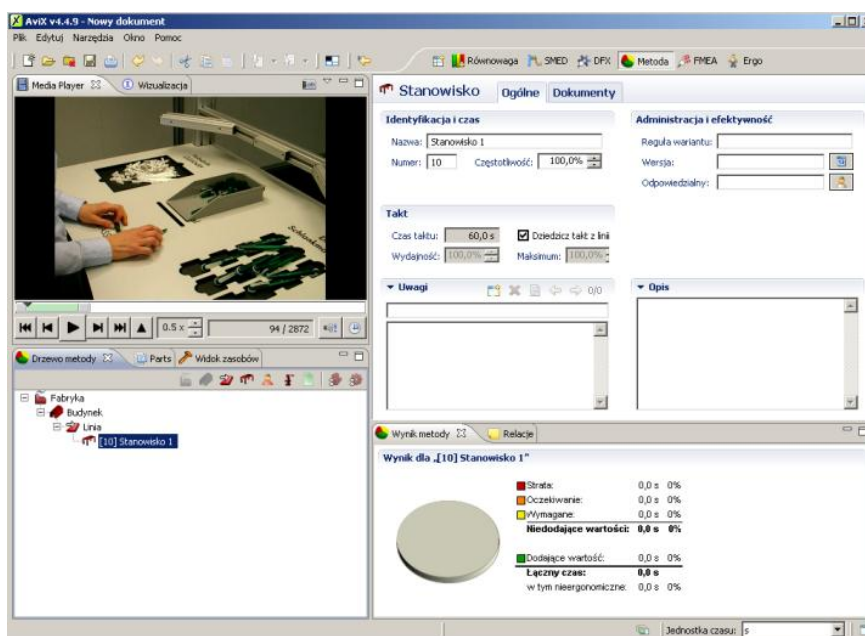 AviX v4.4.9 - Nowy dokument
Plik Edytuj Narzędzia Okno Pomoc
Równowaga SMED DFX Metoda FMEA Ergo
Media Player Wizualizacja
0.5 x 94 / 2872
Drzewo metody Parts Widok zasobów
Fabryka
Budynek
Linia
[10] Stanowisko 1
Stanowisko Ogólne Dokumenty
Identyfikacja i czas
Nazwa: Stanowisko 1
Numer: 10 Częstotliwość: 100,0%
Administracja i efektywność
Reguła wariantu:
Wersja:
Odpowiedzialny:
Takt
Czas taktu: 60,0 s Dziedzicz takt z linii
Wydajność: 100,0% Maksimum: 100,0%
Uwagi 0/0
Opis
Wynik metody Relacje
Wynik dla „[10] Stanowisko 1"
Strata: 0,0 s 0%
Oczekiwanie: 0,0 s 0%
Wymagane: 0,0 s 0%
Niedodające wartości: 0,0 s 0%
Dodające wartość: 0,0 s 0%
Łączny czas: 0,0 s
w tym nieergonomiczne: 0,0 s 0%
Jednostka czasu: s